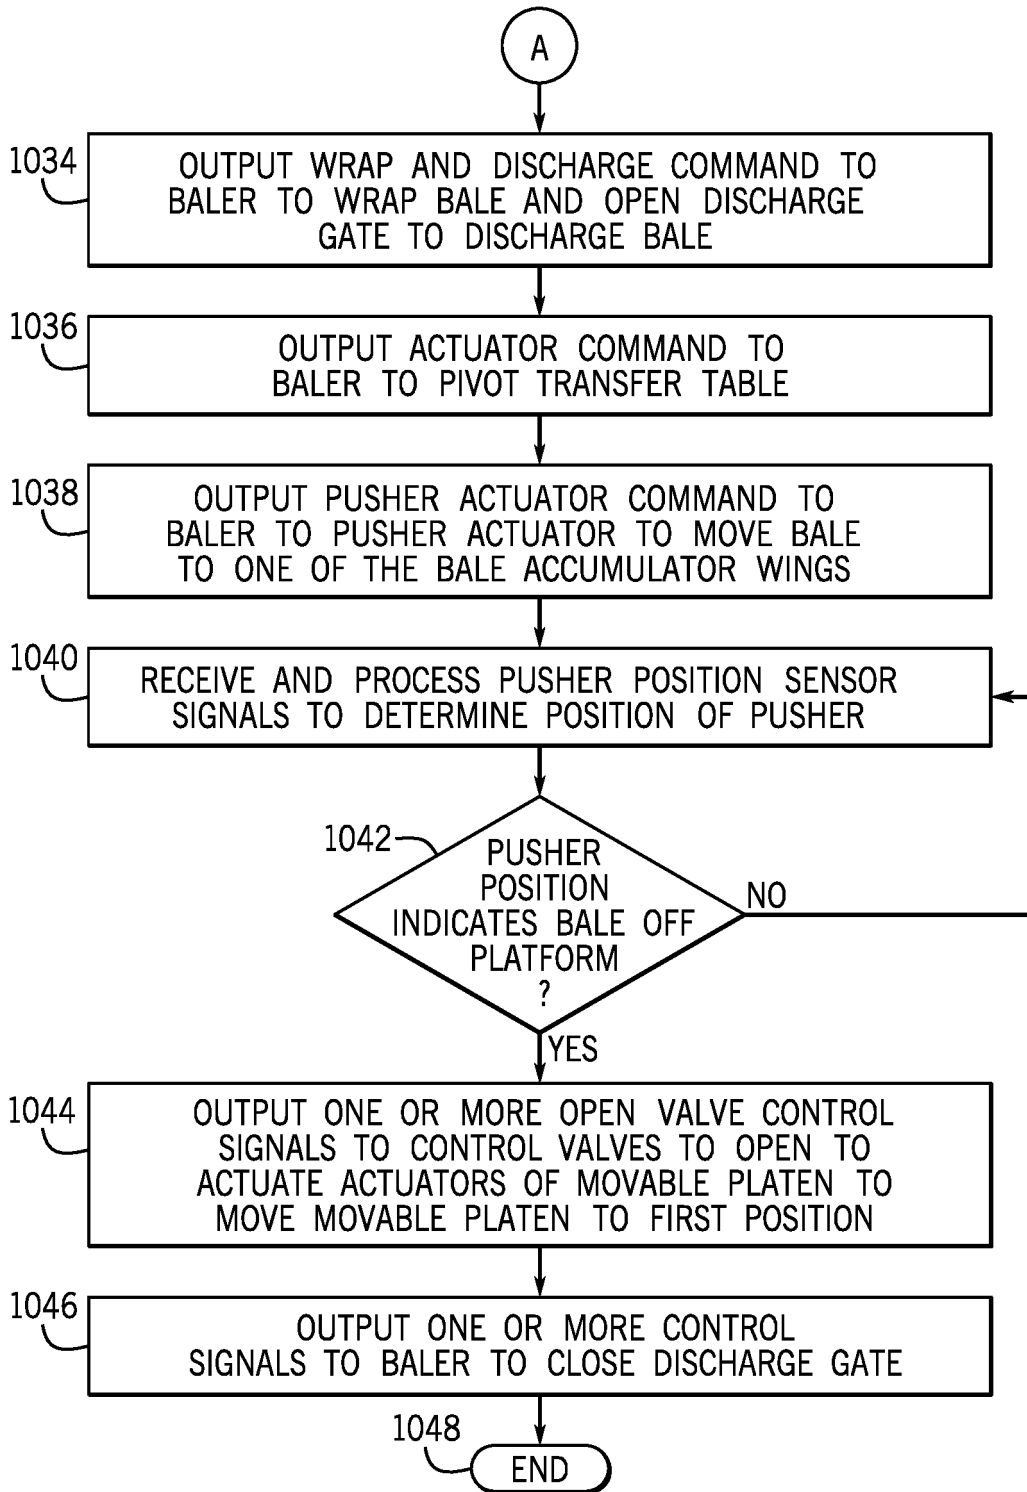 A
1034
OUTPUT WRAP AND DISCHARGE COMMAND TO
BALER TO WRAP BALE AND OPEN DISCHARGE
GATE TO DISCHARGE BALE
1036
OUTPUT ACTUATOR COMMAND TO
BALER TO PIVOT TRANSFER TABLE
1038
OUTPUT PUSHER ACTUATOR COMMAND TO
BALER TO PUSHER ACTUATOR TO MOVE BALE
TO ONE OF THE BALE ACCUMULATOR WINGS
1040
RECEIVE AND PROCESS PUSHER POSITION SENSOR
SIGNALS TO DETERMINE POSITION OF PUSHER
1042
PUSHER
POSITION
INDICATES BALE OFF
PLATFORM
?
NO
YES
1044
OUTPUT ONE OR MORE OPEN VALVE CONTROL
SIGNALS TO CONTROL VALVES TO OPEN TO
ACTUATE ACTUATORS OF MOVABLE PLATEN TO
MOVE MOVABLE PLATEN TO FIRST POSITION
1046
OUTPUT ONE OR MORE CONTROL
SIGNALS TO BALER TO CLOSE DISCHARGE GATE
1048
END